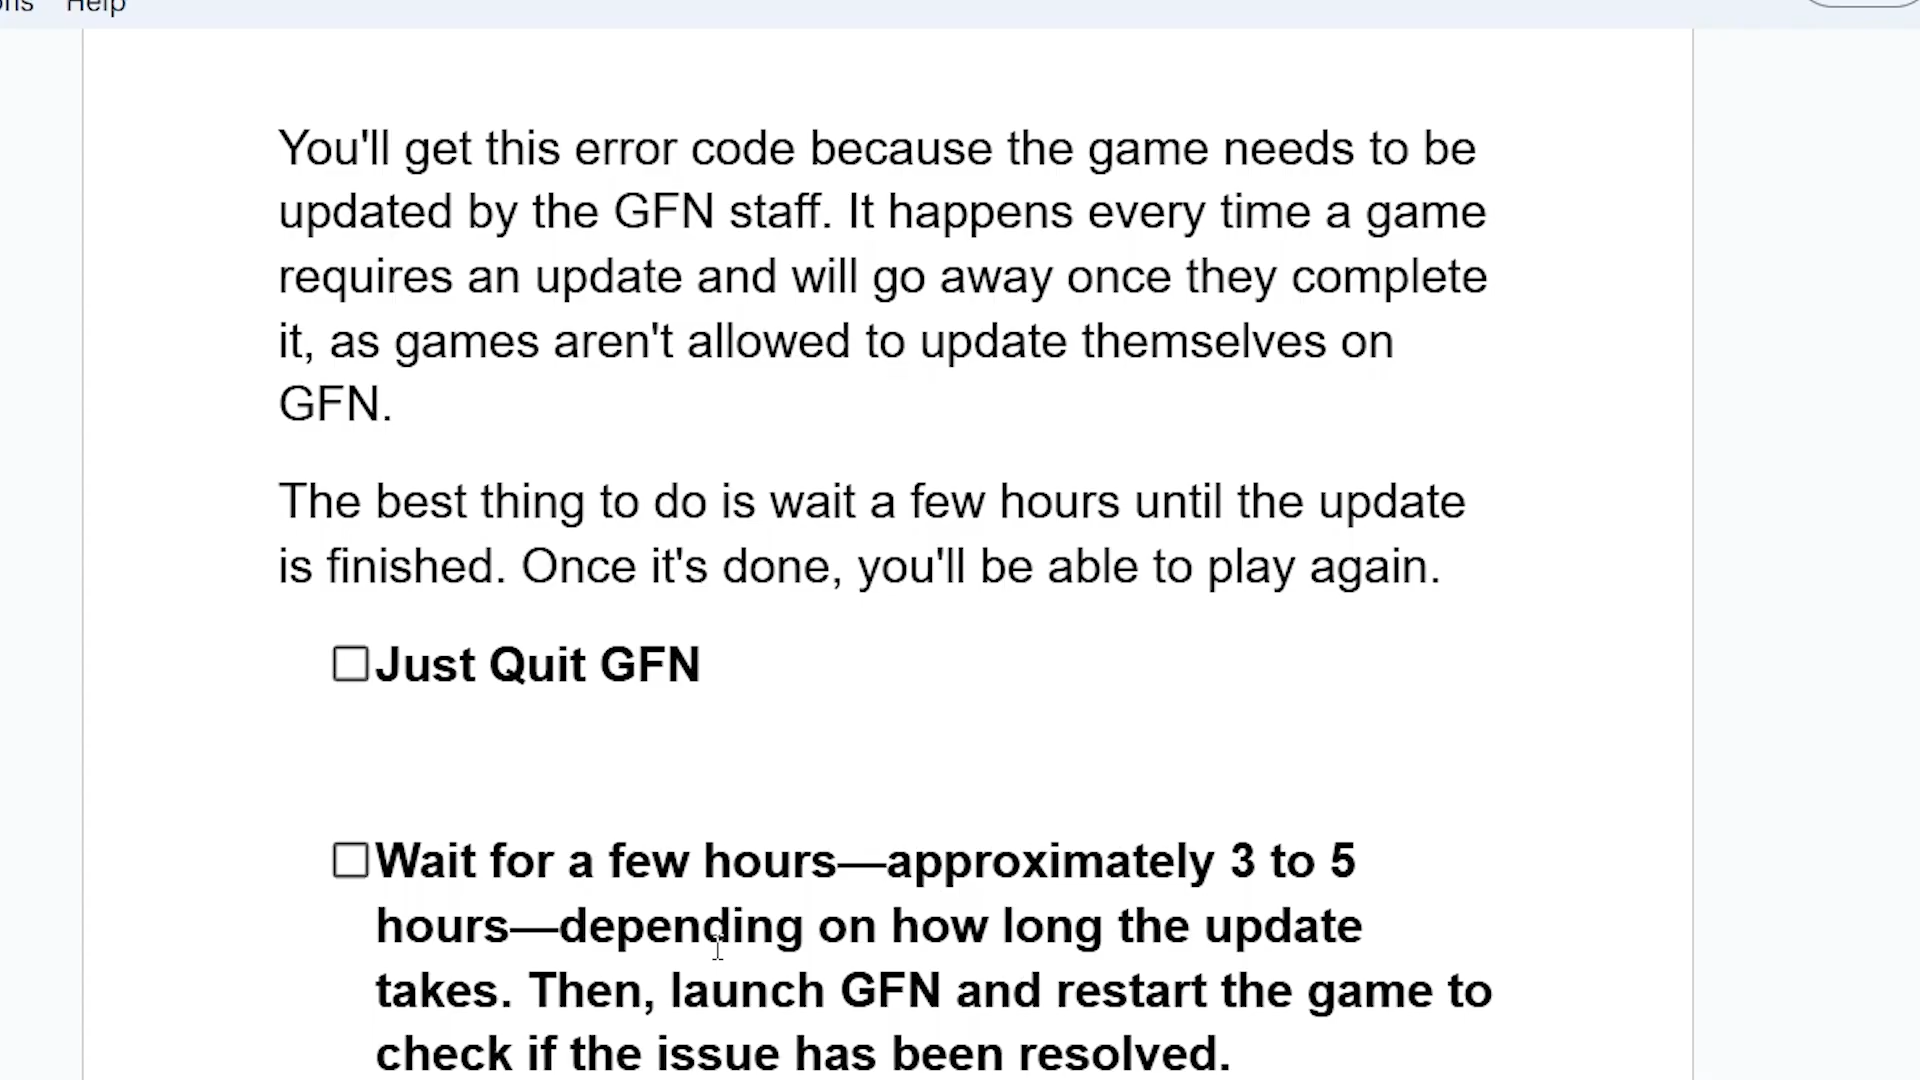 Help
You'll get this error code because the game needs to be
updated by the GFN staff. It happens every time a game
requires an update and will go away once they complete
it, as games aren't allowed to update themselves on
GFN.
The best thing to do is wait a few hours until the update
is finished. Once it's done, you'll be able to play again.
Just Quit GFN
Wait for a few hours—approximately 3 to 5
hours—depending on how long the update
takes. Then, launch GFN and restart the game to
check if the issue has been resolved.